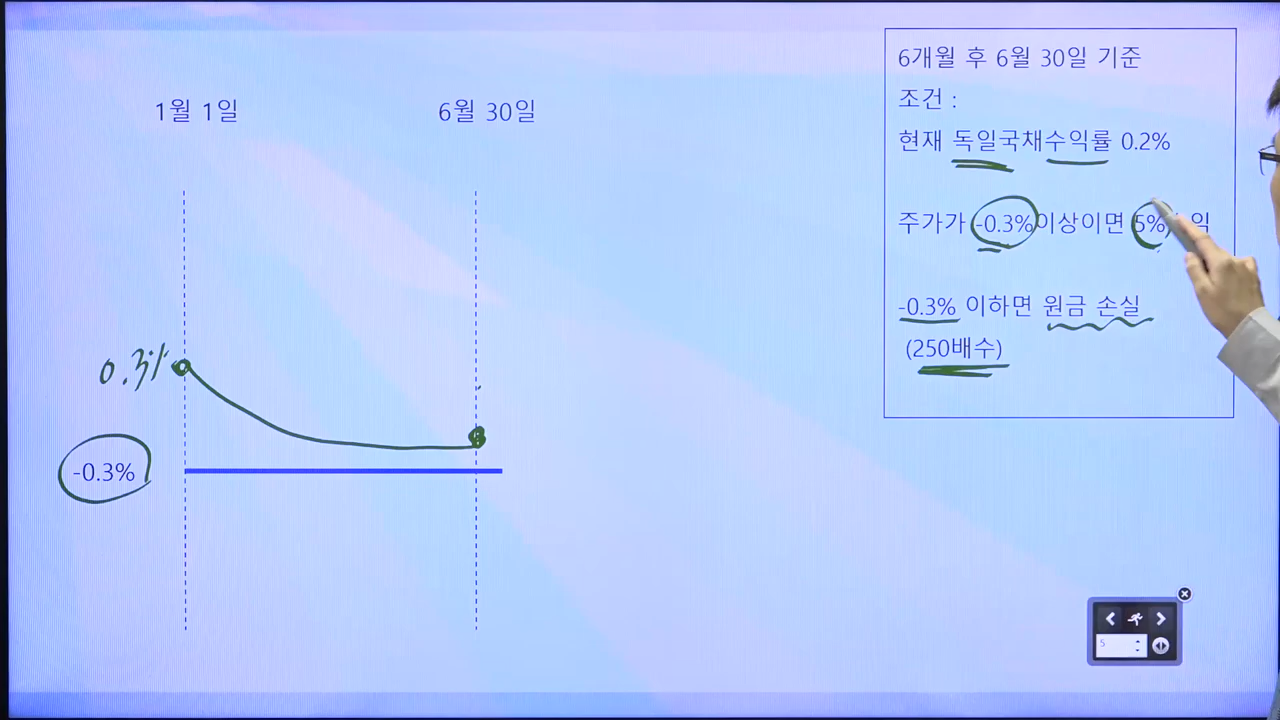 1월 1일
6월 30일
0.3%
-0.3%
6개월 후 6월 30일 기준
조건 :
현재 독일국채수익률 0.2%
주가가 -0.3%이상이면 5%
-0.3% 이하면 원금 손실
(250배수)
5